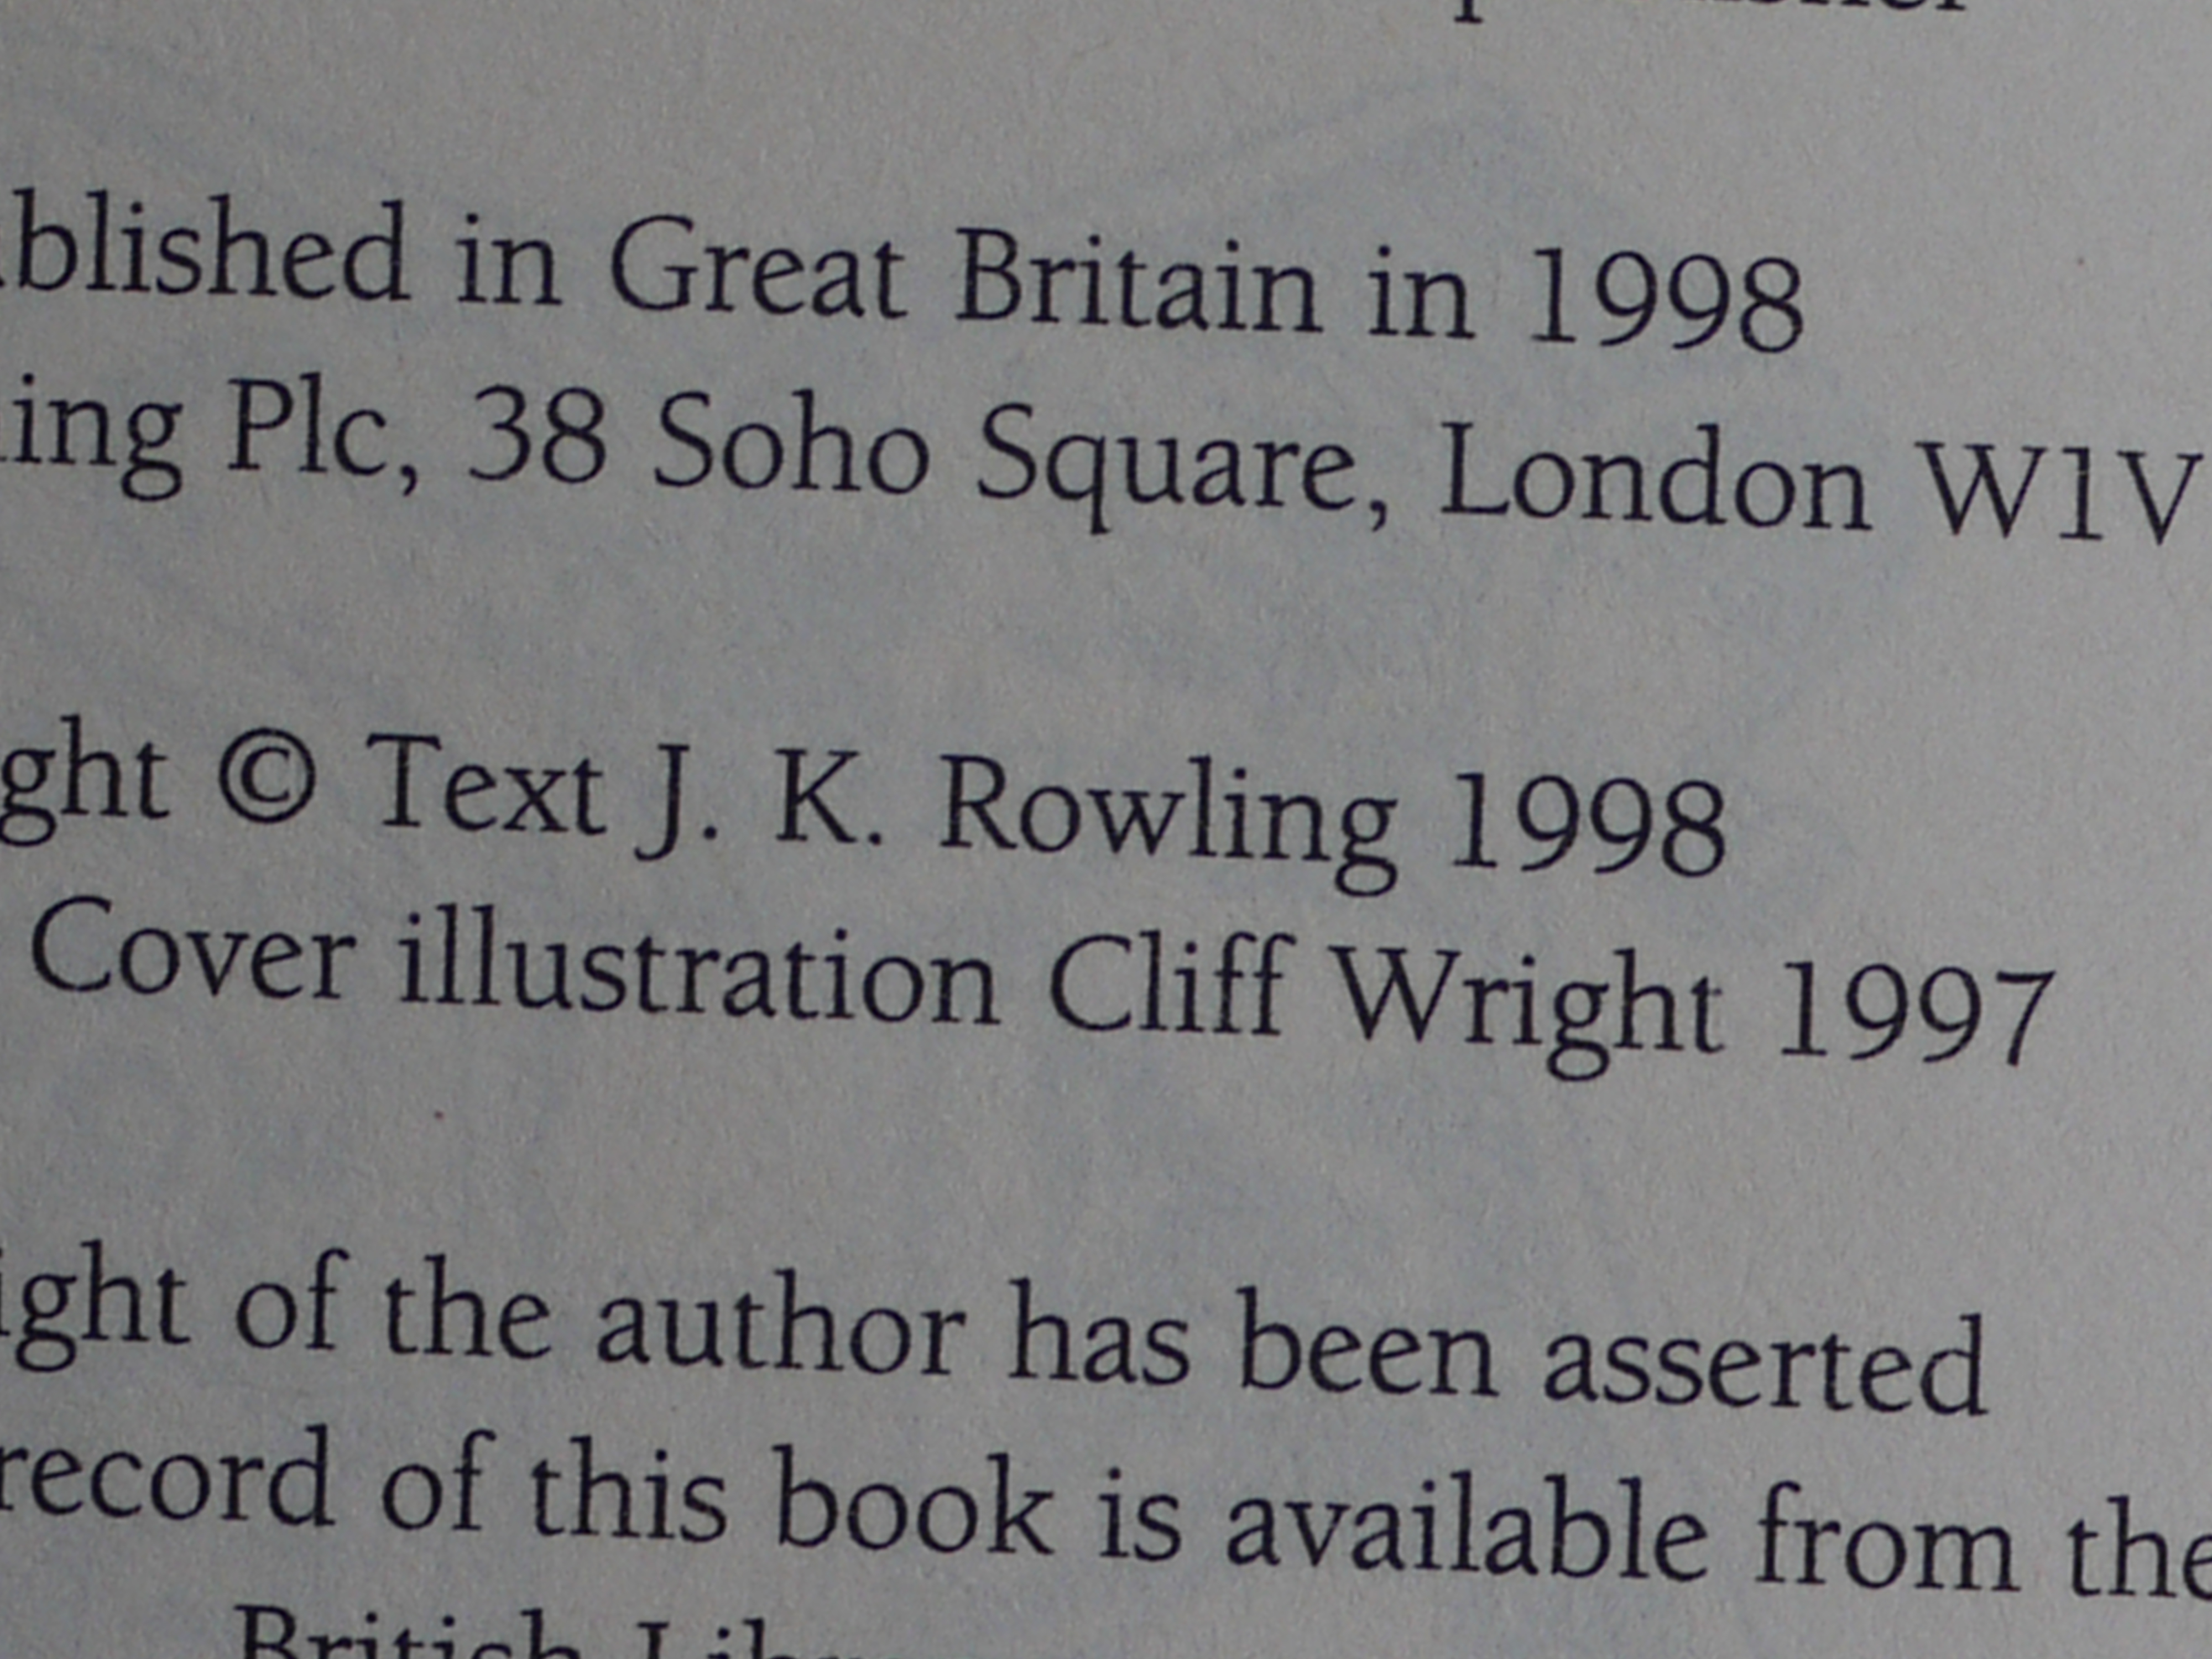 blished in Great Britain in 1998
ing Plc, 38 Soho Square, London W1V
ght © Text J. K. Rowling 1998
Cover illustration Cliff Wright 1997
ight of the author has been asserted
record of this book is available from the
British